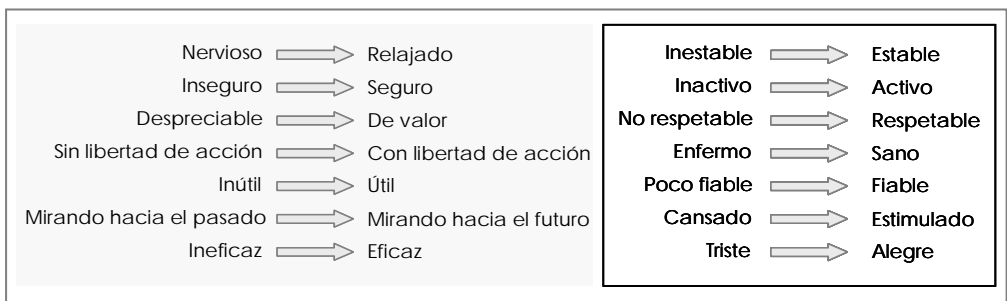 Nervioso Relajado
Inseguro Seguro
Despreciable De valor
Sin libertad de acción Con libertad de acción
Inútil Útil
Mirando hacia el pasado Mirando hacia el futuro
Ineficaz Eficaz
Inestable Estable
Inactivo Activo
No respetable Respetable
Enfermo Sano
Poco fiable Fiable
Cansado Estimulado
Triste Alegre